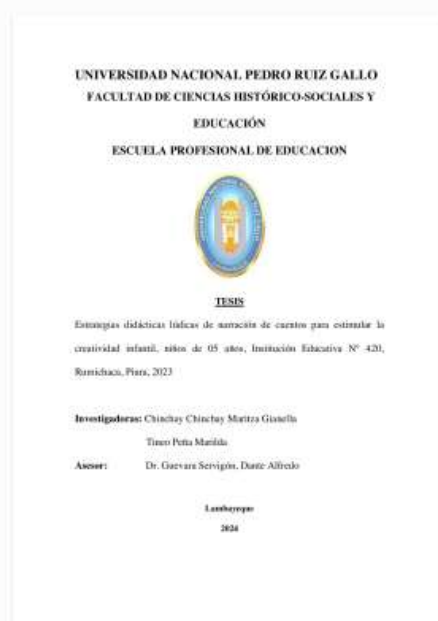 UNIVERSIDAD NACIONAL PEDRO RUIZ GALLO
FACULTAD DE CIENCIAS HISTÓRICO-SOCIALES Y
EDUCACIÓN
ESCUELA PROFESIONAL DE EDUCACION
TESIS
Estrategias didácticas lúdicas de narración de cuentos para estimular la
creatividad infantil, niños de 05 años, Institución Educativa N° 420,
Rumichaca, Piura, 2023
Investigadoras: Chinchay Chinchay Maritza Gianella
Tineo Peña Marilda
Asesor: Dr. Guevara Servigón, Dante Alfredo
Lambayeque
2024